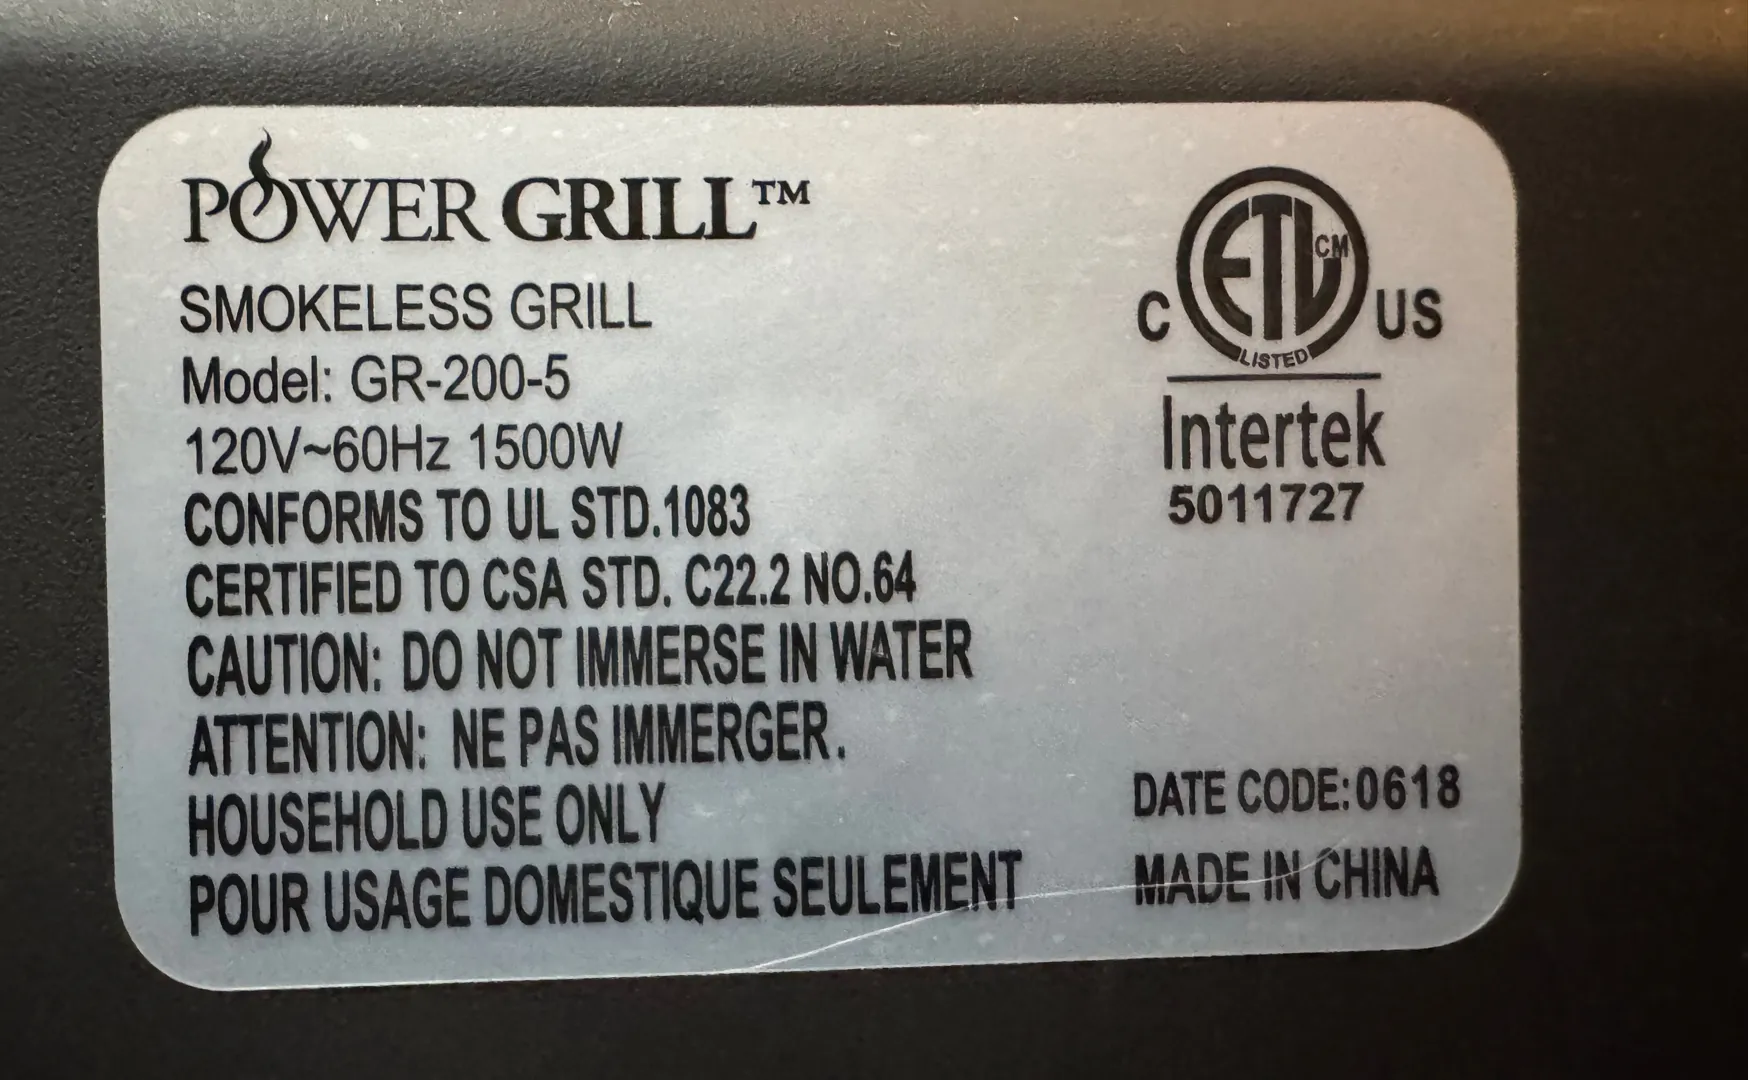 POWER GRILL™
SMOKELESS GRILL
Model: GR-200-5
120V~60Hz 1500W
CONFORMS TO UL STD.1083
CERTIFIED TO CSA STD. C22.2 NO.64
CAUTION: DO NOT IMMERSE IN WATER
ATTENTION: NE PAS IMMERGER.
HOUSEHOLD USE ONLY
POUR USAGE DOMESTIQUE SEULEMENT
C ETL CM US
LISTED
Intertek
5011727
DATE CODE:0618
MADE IN CHINA